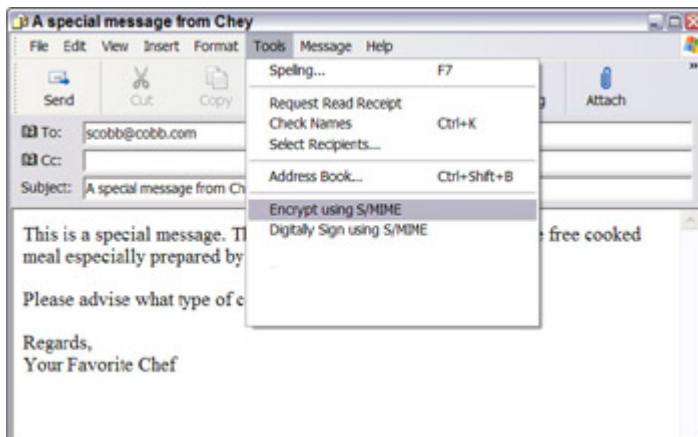 A special message from Chey
File Edit View Insert Format Tools Message Help
Send Cut Copy Attach
Speling... F7
Request Read Receipt
Check Names Ctrl+K
Select Recipients...
Address Book... Ctrl+Shift+B
Encrypt using S/MIME
Digitally Sign using S/MIME
To: scobb@cobb.com
Cc:
Subject: A special message from Ch
This is a special message. e free cooked
meal especially prepared by
Please advise what type of c
Regards,
Your Favorite Chef